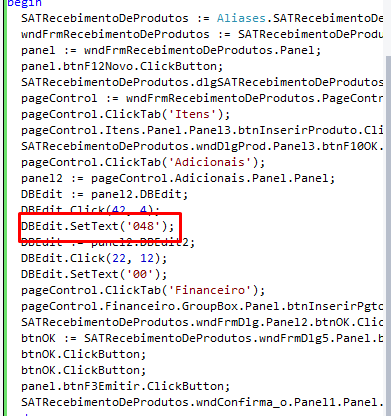 begin
SATRecebimentoDeProdutos := Aliases.SATRecebimentoDe
wndFrmRecebimentoDeProdutos := SATRecebimentoDeProdu
panel := wndFrmRecebimentoDeProdutos.Panel;
panel.btnF12Novo.ClickButton;
SATRecebimentoDeProdutos.dlgSATRecebimentoDeProdutos
pageControl := wndFrmRecebimentoDeProdutos.PageContr
pageControl.ClickTab('Itens');
pageControl.Itens.Panel.Panel3.btnInserirProduto.Cli
SATRecebimentoDeProdutos.wndDlgProd.Panel3.btnF10OK.
pageControl.ClickTab('Adicionais');
panel2 := pageControl.Adicionais.Panel.Panel;
DBEdit := panel2.DBEdit;
DBEdit.Click(42, 4);
DBEdit.SetText('048');
DBEdit := panel2.DBEdit2;
DBEdit.Click(22, 12);
DBEdit.SetText('00');
pageControl.ClickTab('Financeiro');
pageControl.Financeiro.GroupBox.Panel.btnInserirPgto
SATRecebimentoDeProdutos.wndFrmDlg.Panel2.btnOK.Clic
btnOK := SATRecebimentoDeProdutos.wndFrmDlg5.Panel.b
btnOK.ClickButton;
btnOK.ClickButton;
panel.btnF3Emitir.ClickButton;
SATRecebimentoDeProdutos.wndConfirma_o.Panel1.Panel.